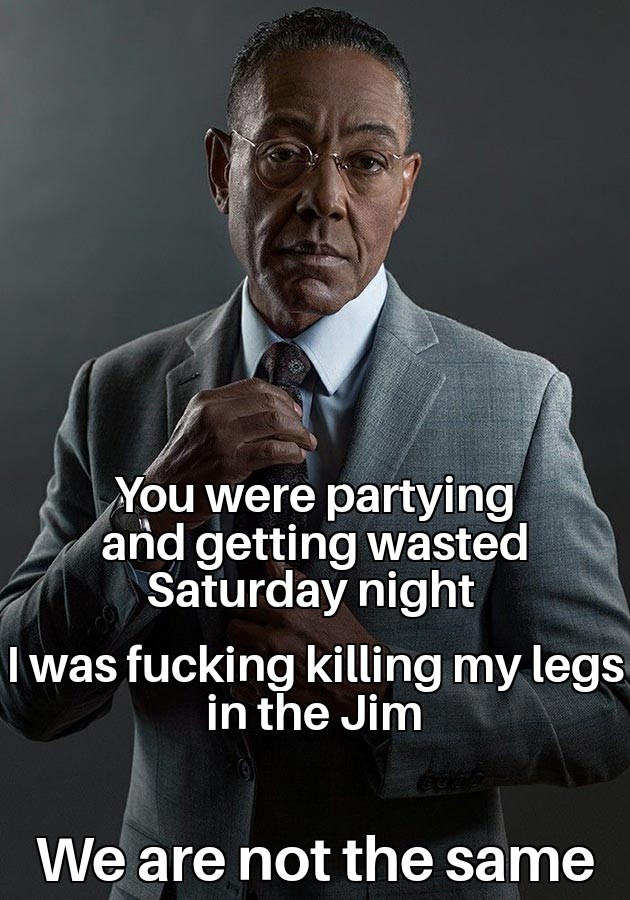 You were partying
and getting wasted
Saturday night
I was fucking killing my legs
in the Jim
We are not the same